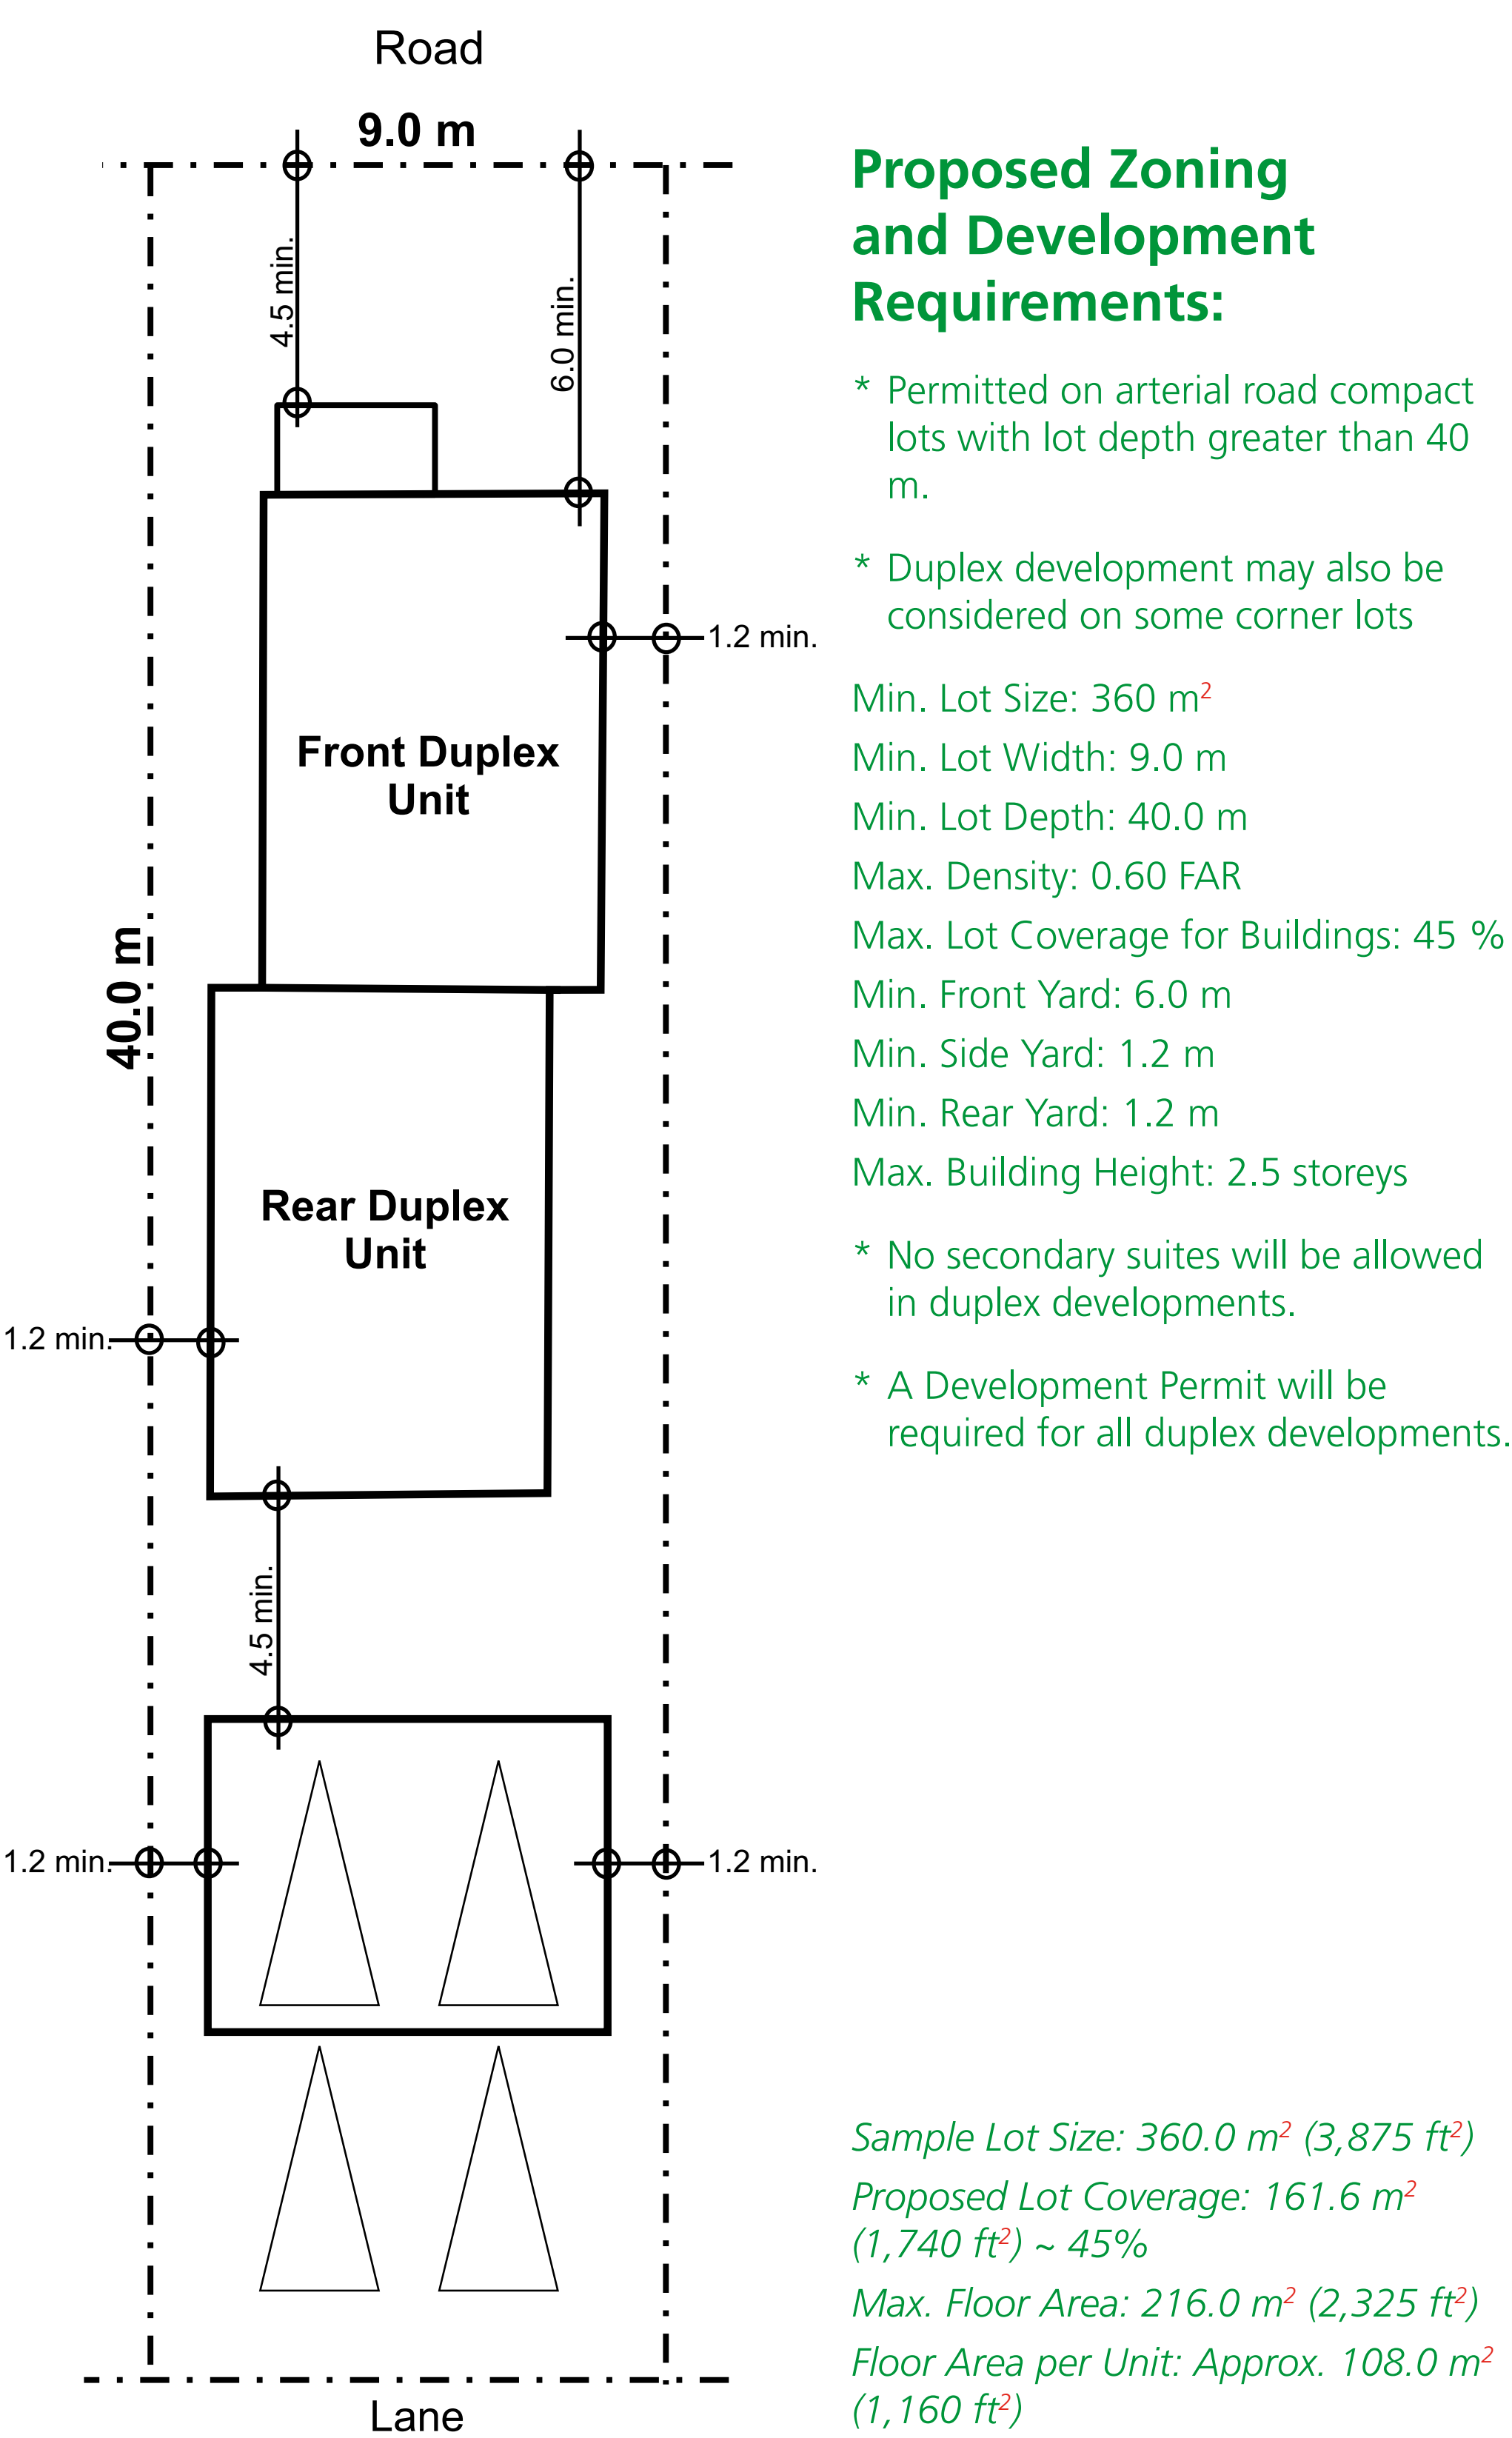 Road
9.0 m
4.5 min.
6.0 min.
1.2 min.
Front Duplex
Unit
40.0 m
Rear Duplex
Unit
1.2 min.
4.5 min.
1.2 min.
1.2 min.
Lane
Proposed Zoning
and Development
Requirements:
* Permitted on arterial road compact
lots with lot depth greater than 40
m.
* Duplex development may also be
considered on some corner lots
Min. Lot Size: 360 m²
Min. Lot Width: 9.0 m
Min. Lot Depth: 40.0 m
Max. Density: 0.60 FAR
Max. Lot Coverage for Buildings: 45 %
Min. Front Yard: 6.0 m
Min. Side Yard: 1.2 m
Min. Rear Yard: 1.2 m
Max. Building Height: 2.5 storeys
* No secondary suites will be allowed
in duplex developments.
* A Development Permit will be
required for all duplex developments.
Sample Lot Size: 360.0 m² (3,875 ft²)
Proposed Lot Coverage: 161.6 m²
(1,740 ft²) ~ 45%
Max. Floor Area: 216.0 m² (2,325 ft²)
Floor Area per Unit: Approx. 108.0 m²
(1,160 ft²)